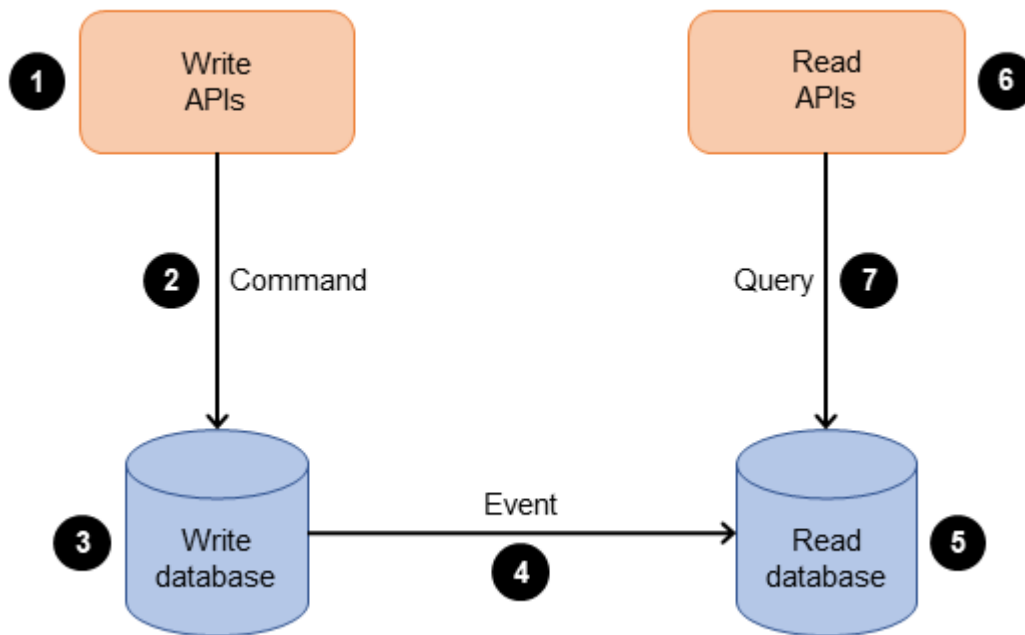 1
Write
APIs
Read
APIs
6
2
Command
Query
7
3
Write
database
Event
4
Read
database
5